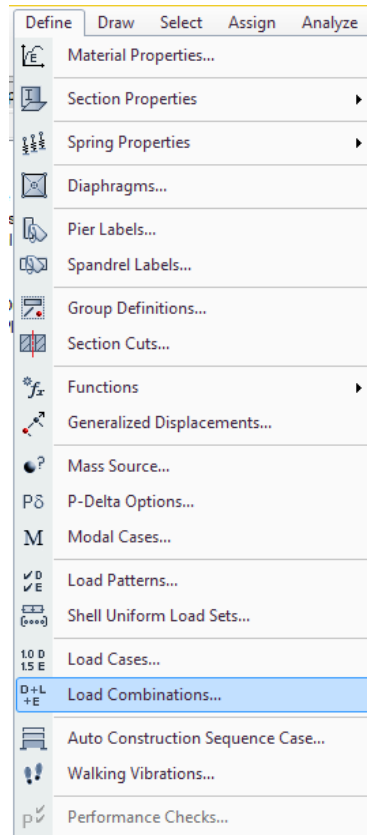 Define Draw Select Assign Analyze
E Material Properties...
I Section Properties
Spring Properties
Diaphragms...
Pier Labels...
Spandrel Labels...
Group Definitions...
Section Cuts...
fx Functions
Generalized Displacements...
? Mass Source...
Pδ P-Delta Options...
M Modal Cases...
D
E Load Patterns...
Shell Uniform Load Sets...
1.0 D
1.5 E Load Cases...
D+L
+E Load Combinations...
Auto Construction Sequence Case...
Walking Vibrations...
p Performance Checks...